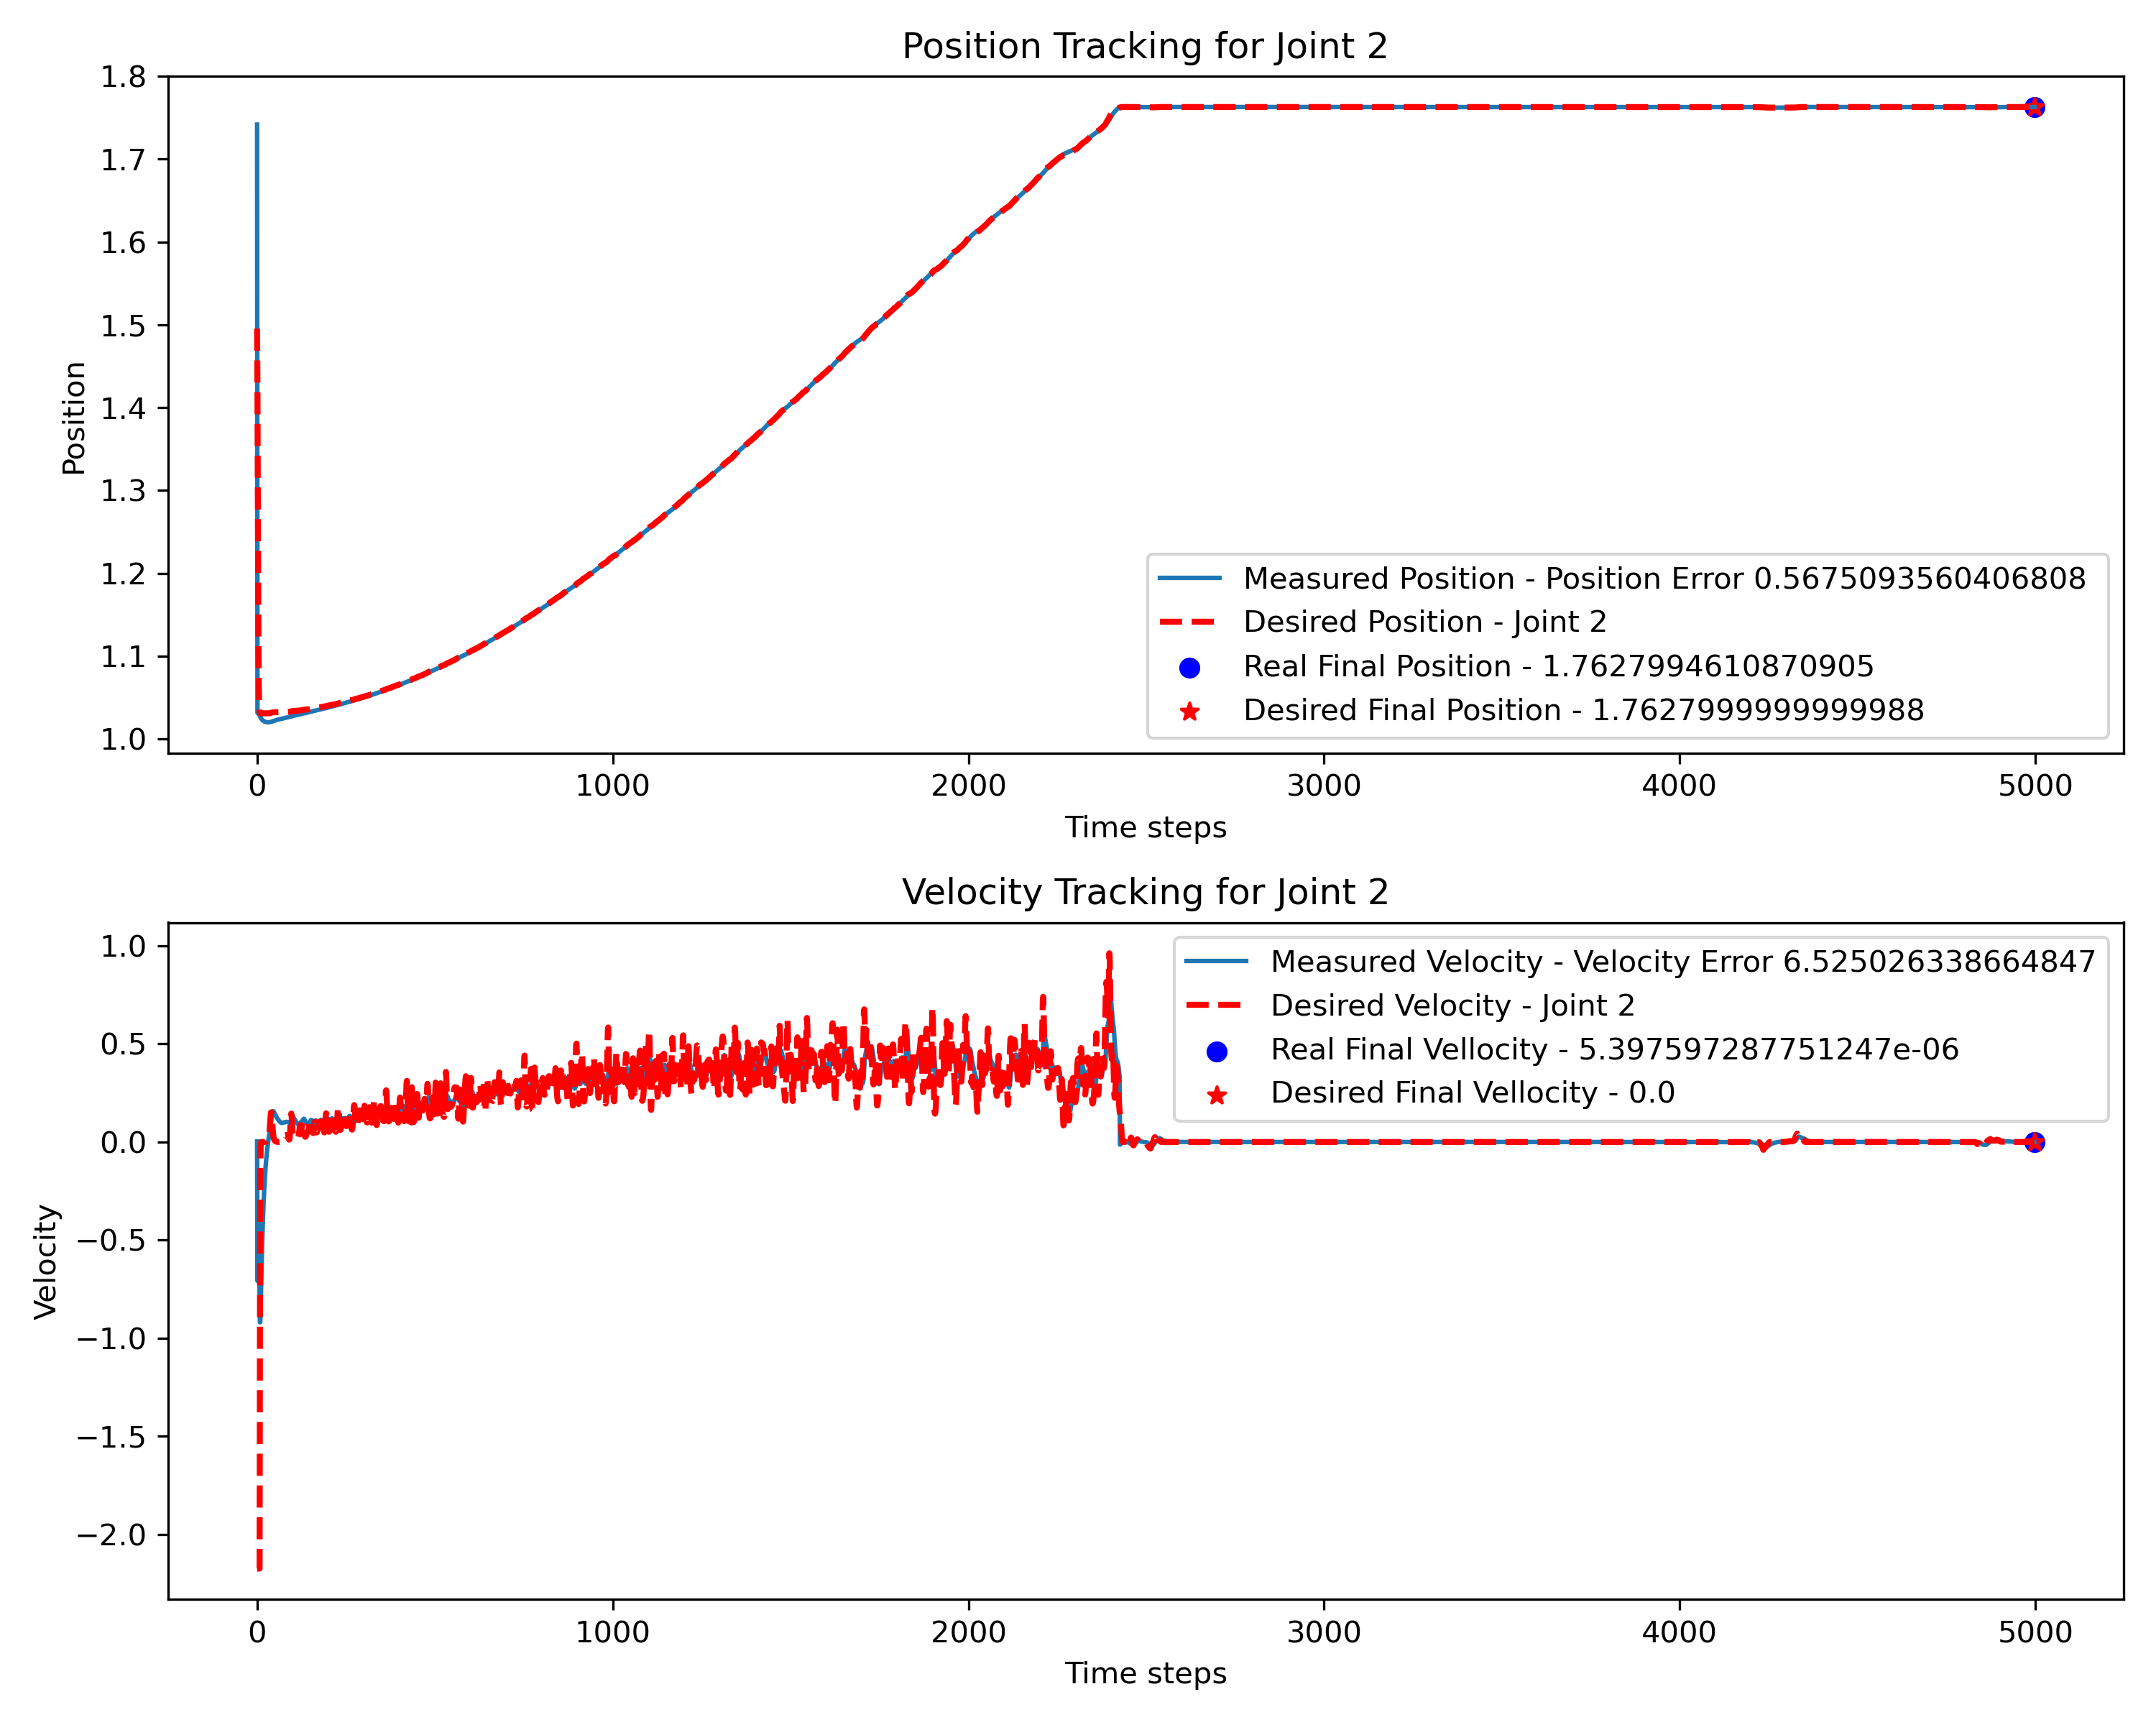 Position Tracking for Joint 2
1.8
1.7
1.6
1.5
1.4
1.3
1.2
1.1
1.0
Position
Measured Position - Position Error 0.5675093560406808
Desired Position - Joint 2
Real Final Position - 1.7627994610870905
Desired Final Position - 1.7627999999999988
0 1000 2000 3000 4000 5000
Time steps
Velocity Tracking for Joint 2
1.0
0.5
0.0
−0.5
−1.0
−1.5
−2.0
Velocity
Measured Velocity - Velocity Error 6.525026338664847
Desired Velocity - Joint 2
Real Final Vellocity - 5.397597287751247e-06
Desired Final Vellocity - 0.0
0 1000 2000 3000 4000 5000
Time steps